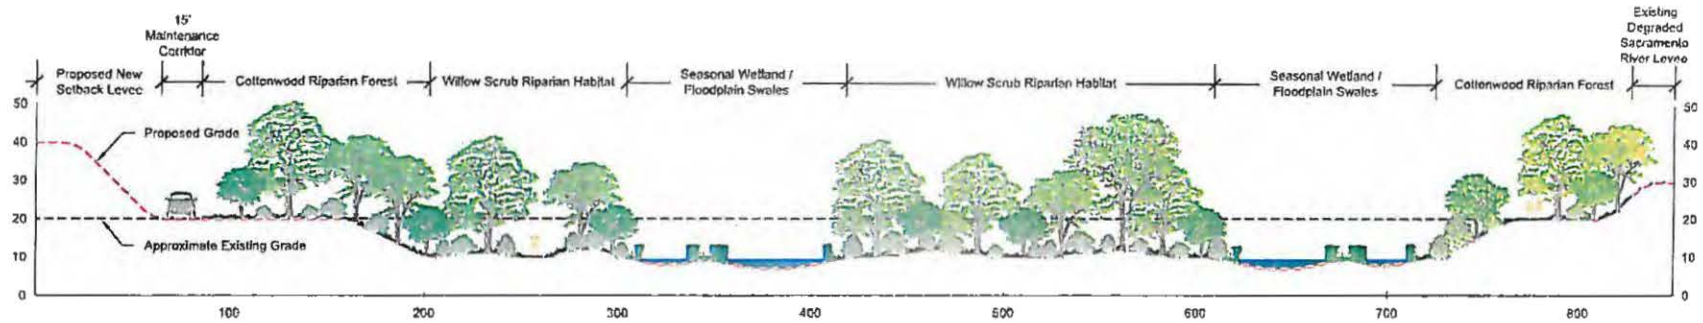 15'
Maintenance
Corridor
Existing
Degraded
Sacramento
River Levee
Proposed New
Setback Levee
Cottonwood Riparian Forest
Willow Scrub Riparian Habitat
Seasonal Wetland /
Floodplain Swales
Willow Scrub Riparian Habitat
Seasonal Wetland /
Floodplain Swales
Cottonwood Riparian Forest
50
50
Proposed Grade
40
40
30
30
20
20
Approximate Existing Grade
10
10
0
0
100
200
300
400
500
600
700
800